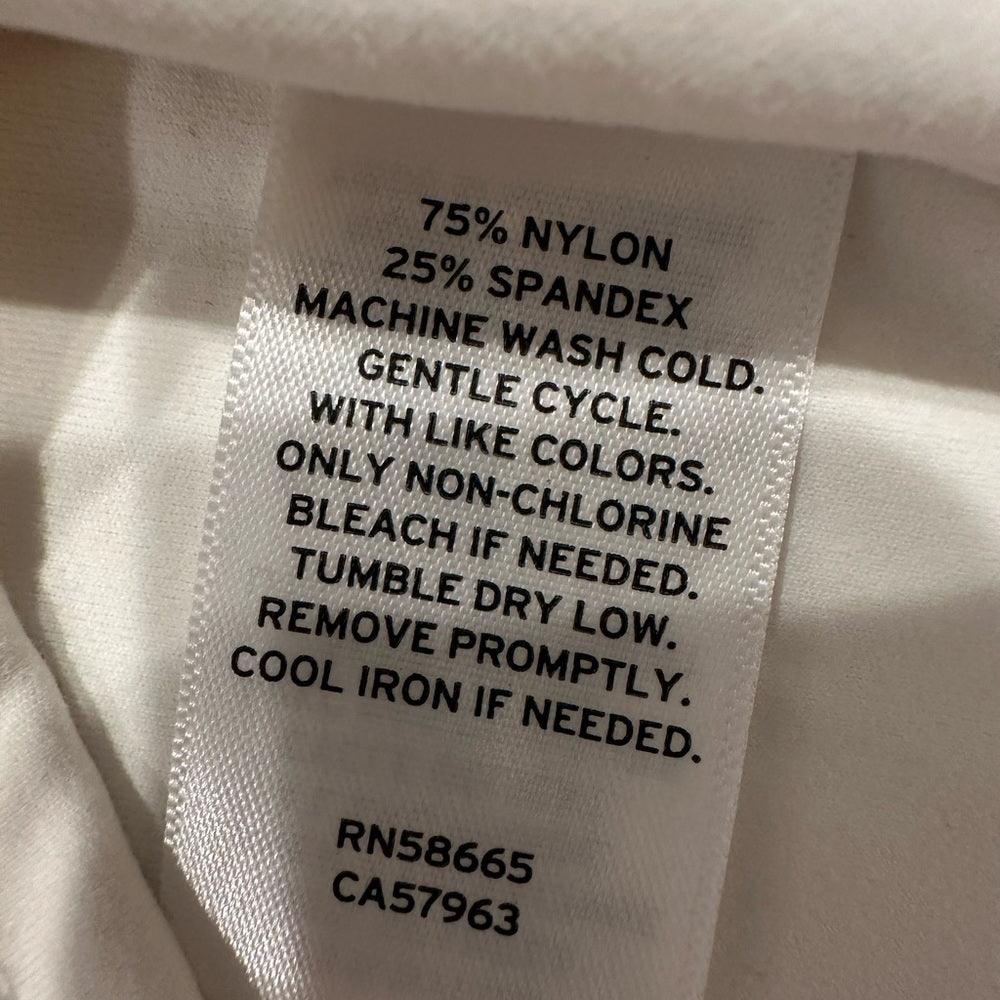 75% NYLON
25% SPANDEX
MACHINE WASH COLD.
GENTLE CYCLE.
WITH LIKE COLORS.
ONLY NON-CHLORINE
BLEACH IF NEEDED.
TUMBLE DRY LOW.
REMOVE PROMPTLY.
COOL IRON IF NEEDED.
RN58665
CA57963